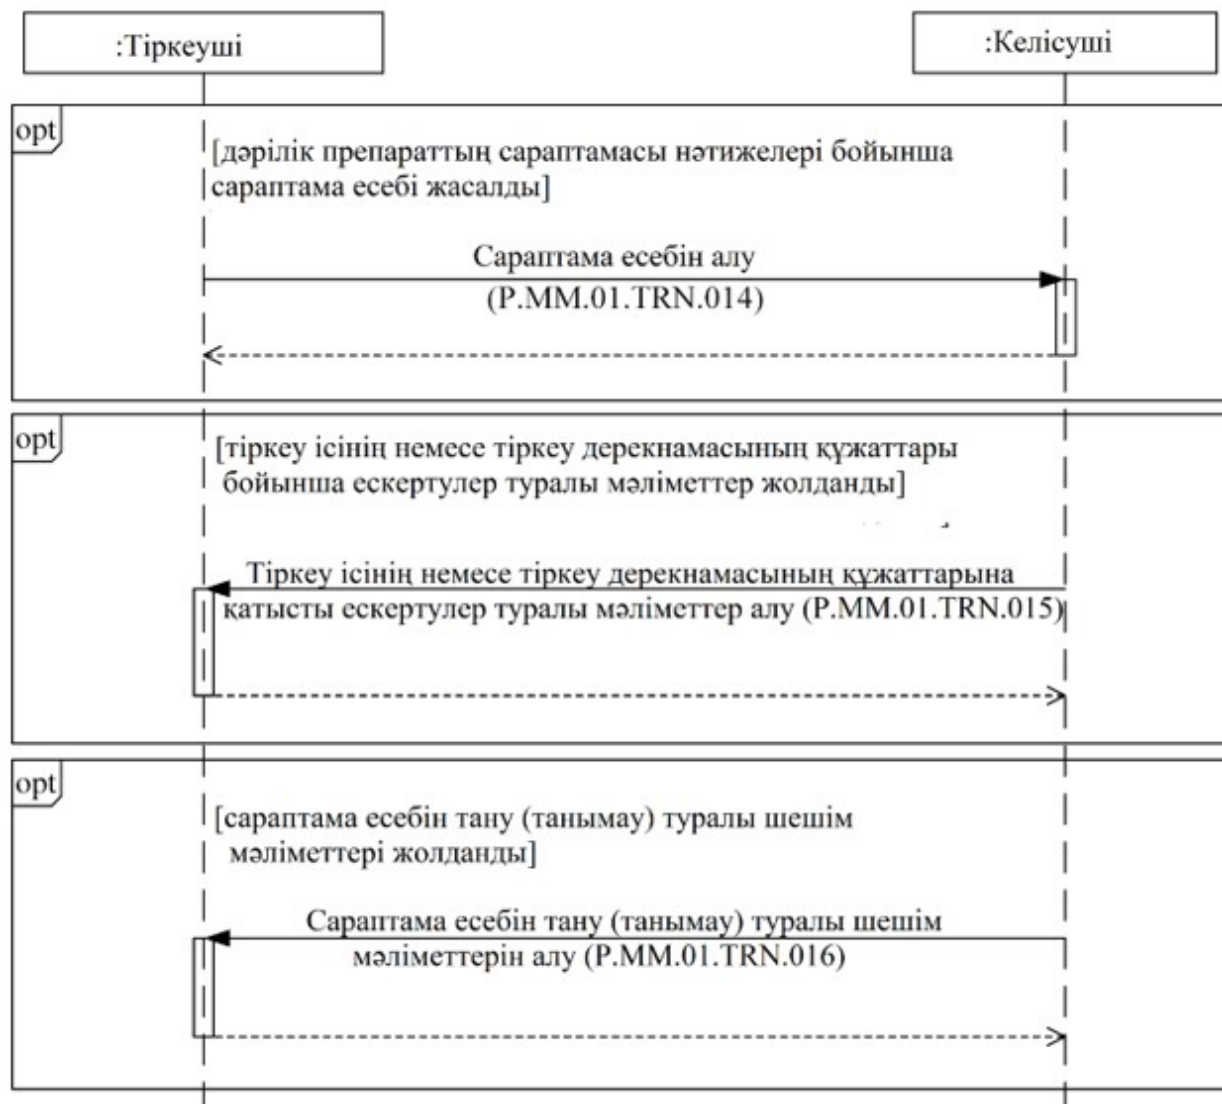 :Тіркеуші
:Келісуші
opt
[дәрілік препараттың сараптамасы нәтижелері бойынша
сараптама есебі жасалды]
Сараптама есебін алу
(P.MM.01.TRN.014)
opt
[тіркеу ісінің немесе тіркеу дерекнамасының құжаттары
бойынша ескертулер туралы мәліметтер жолданды]
Тіркеу ісінің немесе тіркеу дерекнамасының құжаттарына
қатысты ескертулер туралы мәліметтер алу (P.MM.01.TRN.015)
opt
[сараптама есебін тану (танымау) туралы шешім
мәліметтері жолданды]
Сараптама есебін тану (танымау) туралы шешім
мәліметтерін алу (P.MM.01.TRN.016)